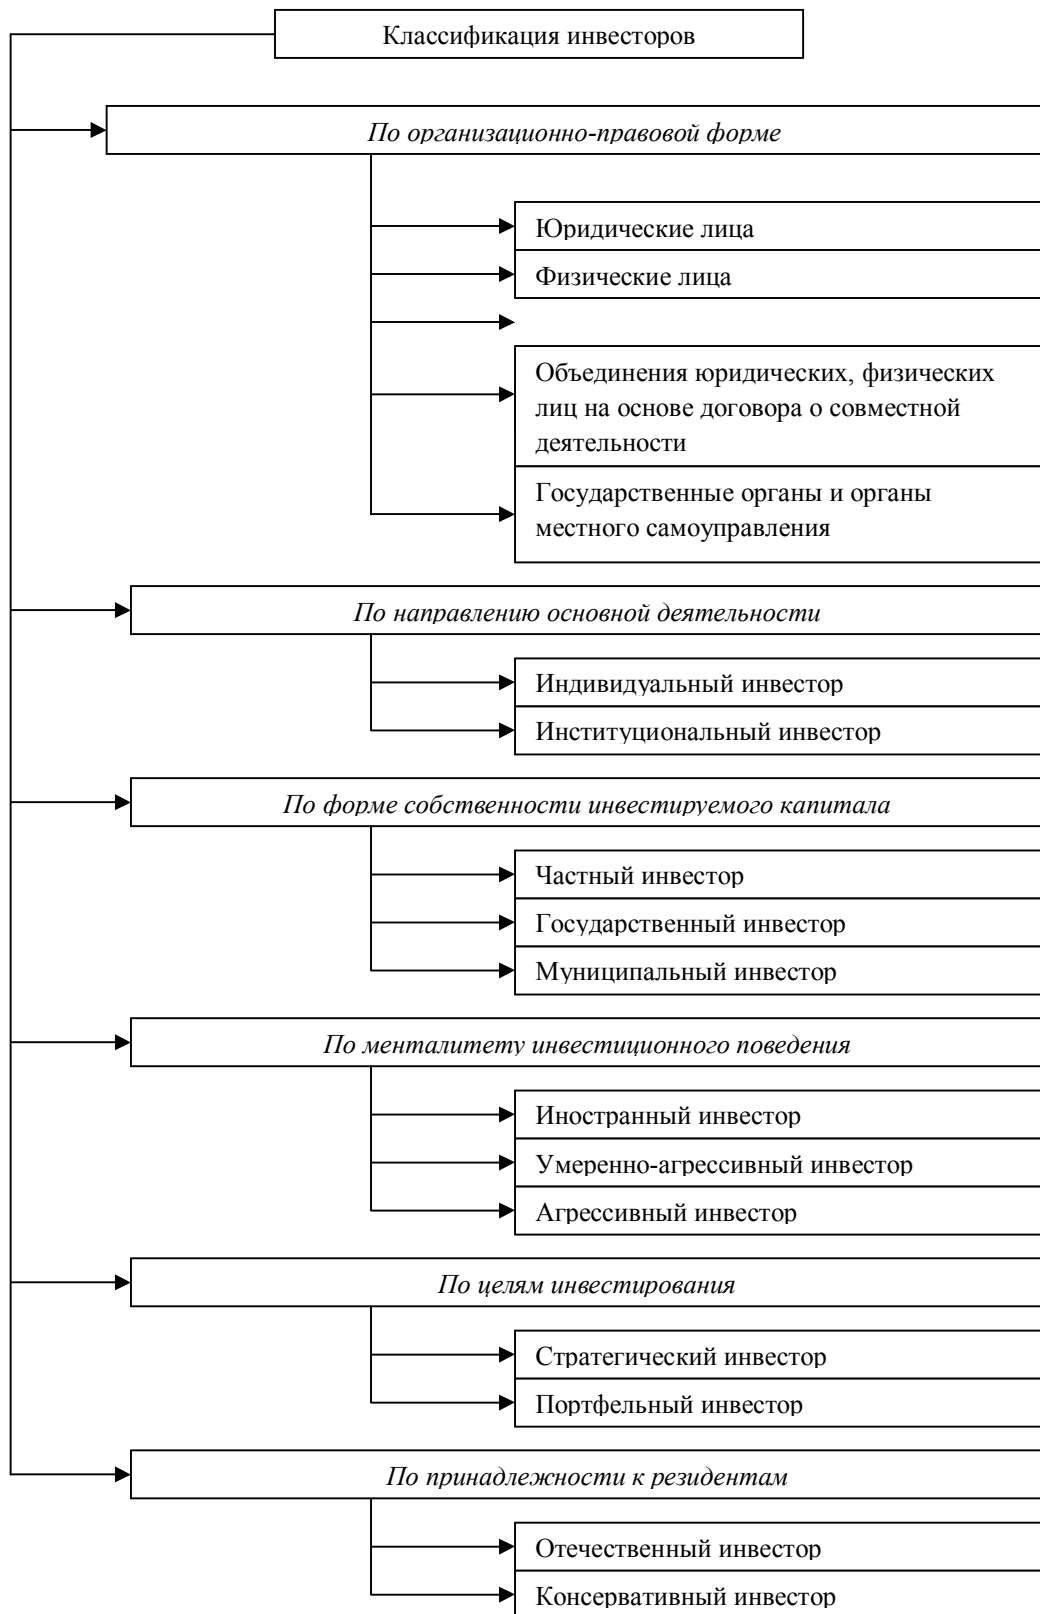 Классификация инвесторов
По организационно-правовой форме
Юридические лица
Физические лица
Объединения юридических, физических
лиц на основе договора о совместной
деятельности
Государственные органы и органы
местного самоуправления
По направлению основной деятельности
Индивидуальный инвестор
Институциональный инвестор
По форме собственности инвестируемого капитала
Частный инвестор
Государственный инвестор
Муниципальный инвестор
По менталитету инвестиционного поведения
Иностранный инвестор
Умеренно-агрессивный инвестор
Агрессивный инвестор
По целям инвестирования
Стратегический инвестор
Портфельный инвестор
По принадлежности к резидентам
Отечественный инвестор
Консервативный инвестор